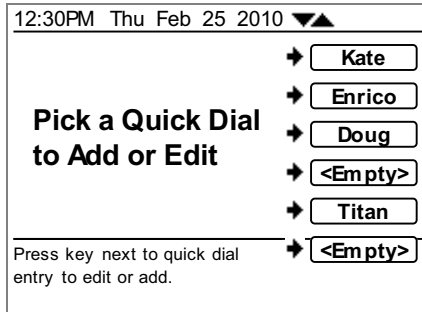 12:30PM Thu Feb 25 2010
Kate
Enrico
Pick a Quick Dial
to Add or Edit
Doug
<Empty>
Titan
<Empty>
Press key next to quick dial
entry to edit or add.